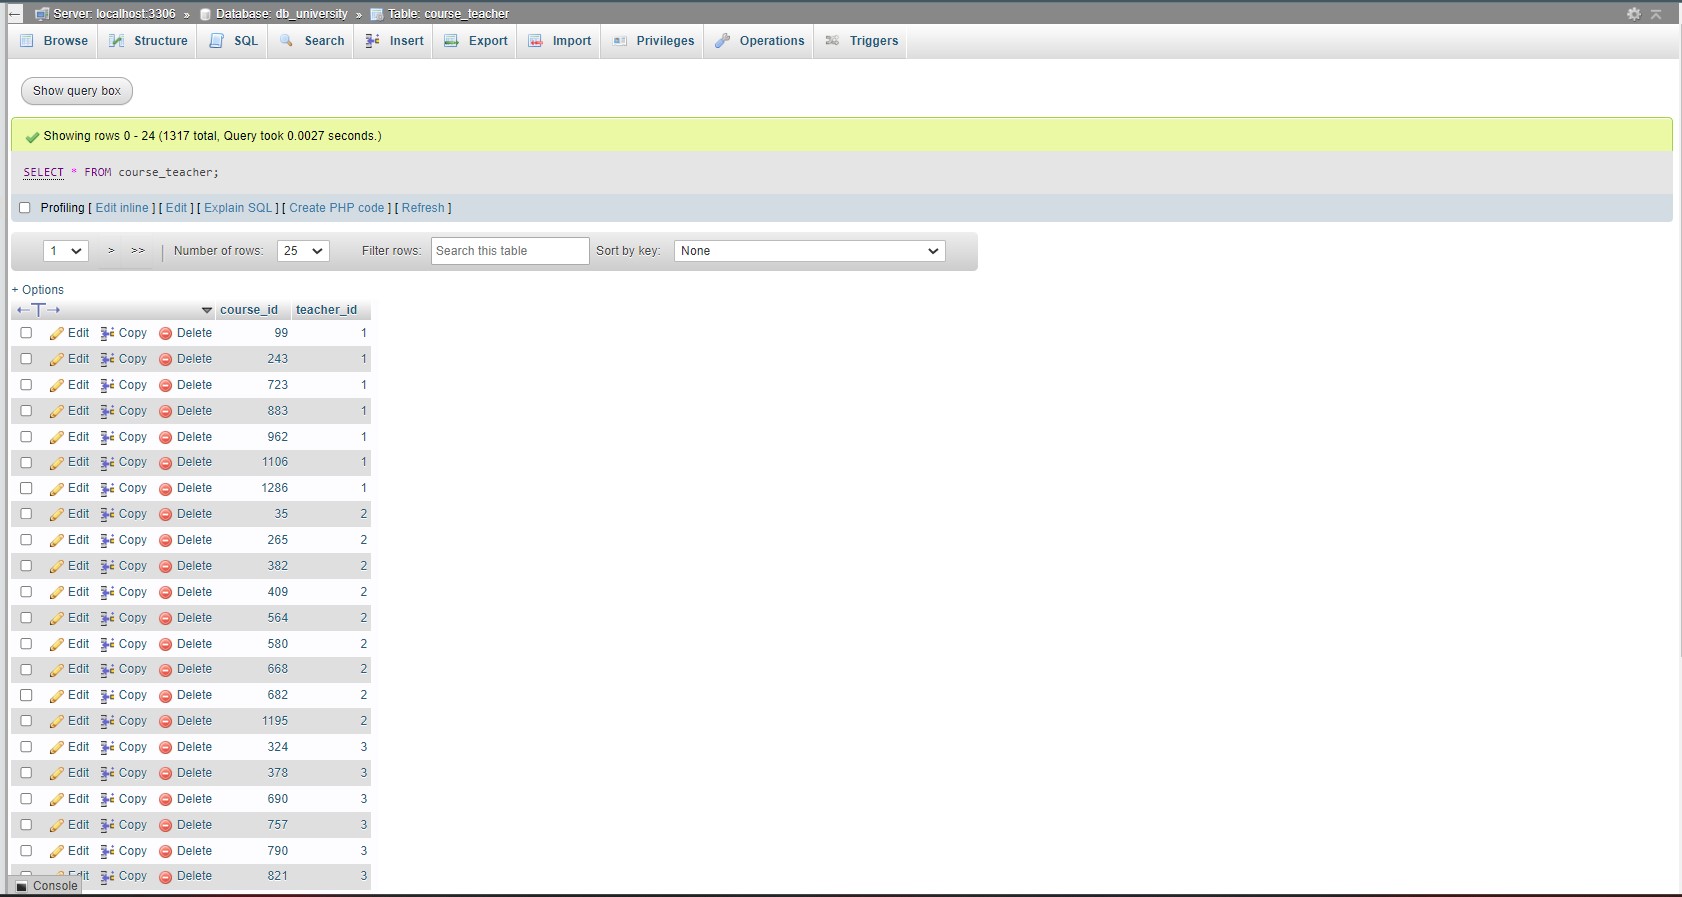 Server: localhost:3306 » Database: db_university » Table: course_teacher
Browse Structure SQL Search Insert Export Import Privileges Operations Triggers
Show query box
Showing rows 0 - 24 (1317 total, Query took 0.0027 seconds.)
SELECT * FROM course_teacher;
Profiling [ Edit inline ] [ Edit ] [ Explain SQL ] [ Create PHP code ] [ Refresh ]
1 > >> | Number of rows: 25 Filter rows: Search this table Sort by key: None
+ Options
←T→ course_id teacher_id
Edit Copy Delete 99 1
Edit Copy Delete 243 1
Edit Copy Delete 723 1
Edit Copy Delete 883 1
Edit Copy Delete 962 1
Edit Copy Delete 1106 1
Edit Copy Delete 1286 1
Edit Copy Delete 35 2
Edit Copy Delete 265 2
Edit Copy Delete 382 2
Edit Copy Delete 409 2
Edit Copy Delete 564 2
Edit Copy Delete 580 2
Edit Copy Delete 668 2
Edit Copy Delete 682 2
Edit Copy Delete 1195 2
Edit Copy Delete 324 3
Edit Copy Delete 378 3
Edit Copy Delete 690 3
Edit Copy Delete 757 3
Edit Copy Delete 790 3
Edit Copy Delete 821 3
Console